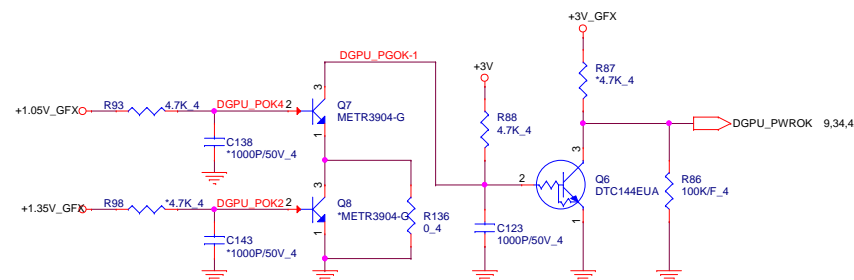 +3V_GFX
DGPU_PGOK-1
+3V
R87
*4.7K_4
+1.05V_GFX
R93
4.7K_4
DGPU_POK4
2
3
1
Q7
METR3904-G
R88
4.7K_4
DGPU_PWROK
9,34,4
C138
*1000P/50V_4
3
2
1
Q6
DTC144EUA
R86
100K/F_4
+1.35V_GFX
R98
*4.7K_4
DGPU_POK2
2
3
1
Q8
*METR3904-G
R136
0_4
C123
1000P/50V_4
C143
*1000P/50V_4